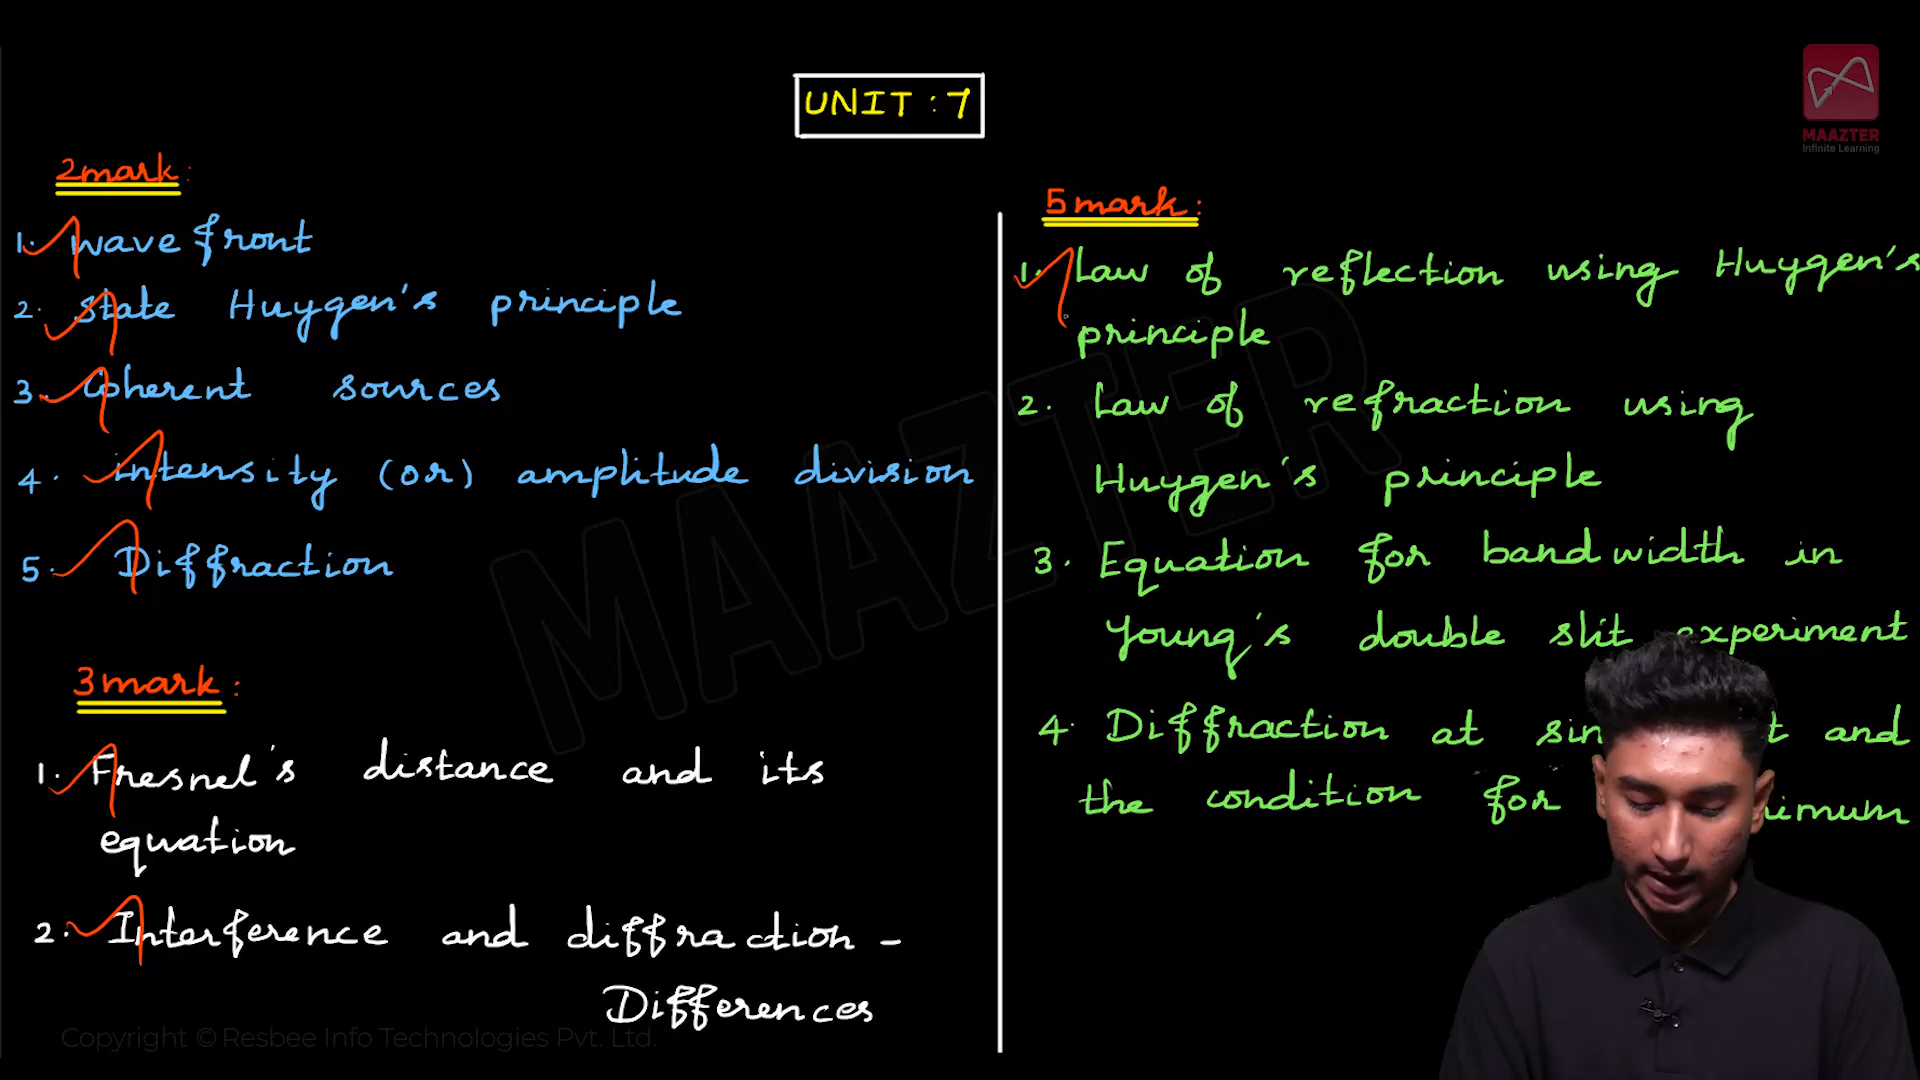 UNIT : 7
MAAZTER
Infinite Learning
2mark :
1. Wave front
2. State Huygen's principle
3. Coherent sources
4. Intensity (or) amplitude division
5. Diffraction
3mark :
1. Fresnel's distance and its
equation
2. Interference and diffraction -
Differences
5mark :
1. Law of reflection using Huygen's
principle
2. Law of refraction using
Huygen's principle
3. Equation for bandwidth in
Young's double slit experiment
4. Diffraction at and
the condition for
MAAZTER
Copyright © Resbee Info Technologies Pvt. Ltd.